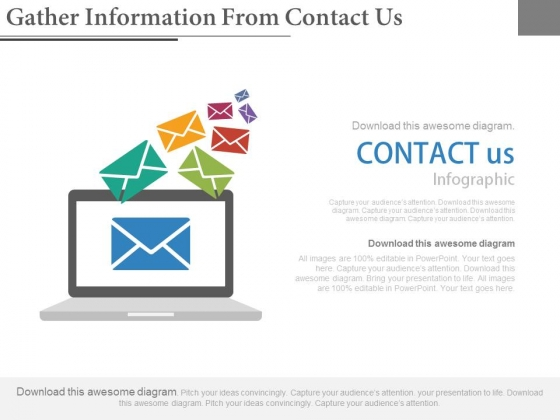 Gather Information From Contact Us
Download this awesome diagram.
CONTACT us
Infographic
Capture your audience's attention. Download this awesome
diagram. Capture your audience's attention. Download this
awesome diagram Capture your audience's attention.
Download this awesome diagram
All images are 100% editable in PowerPoint. Your text goes
here. Capture your audience's attention. Download this
awesome diagram. Bring your presentation to life. All
images are 100% editable in PowerPoint. Your text goes here.
Download this awesome diagram. Pitch your ideas convincingly. Capture your audience's attention. your presentation to life. Download
this awesome diagram. Pitch your ideas convincingly. Capture your audience's attention.